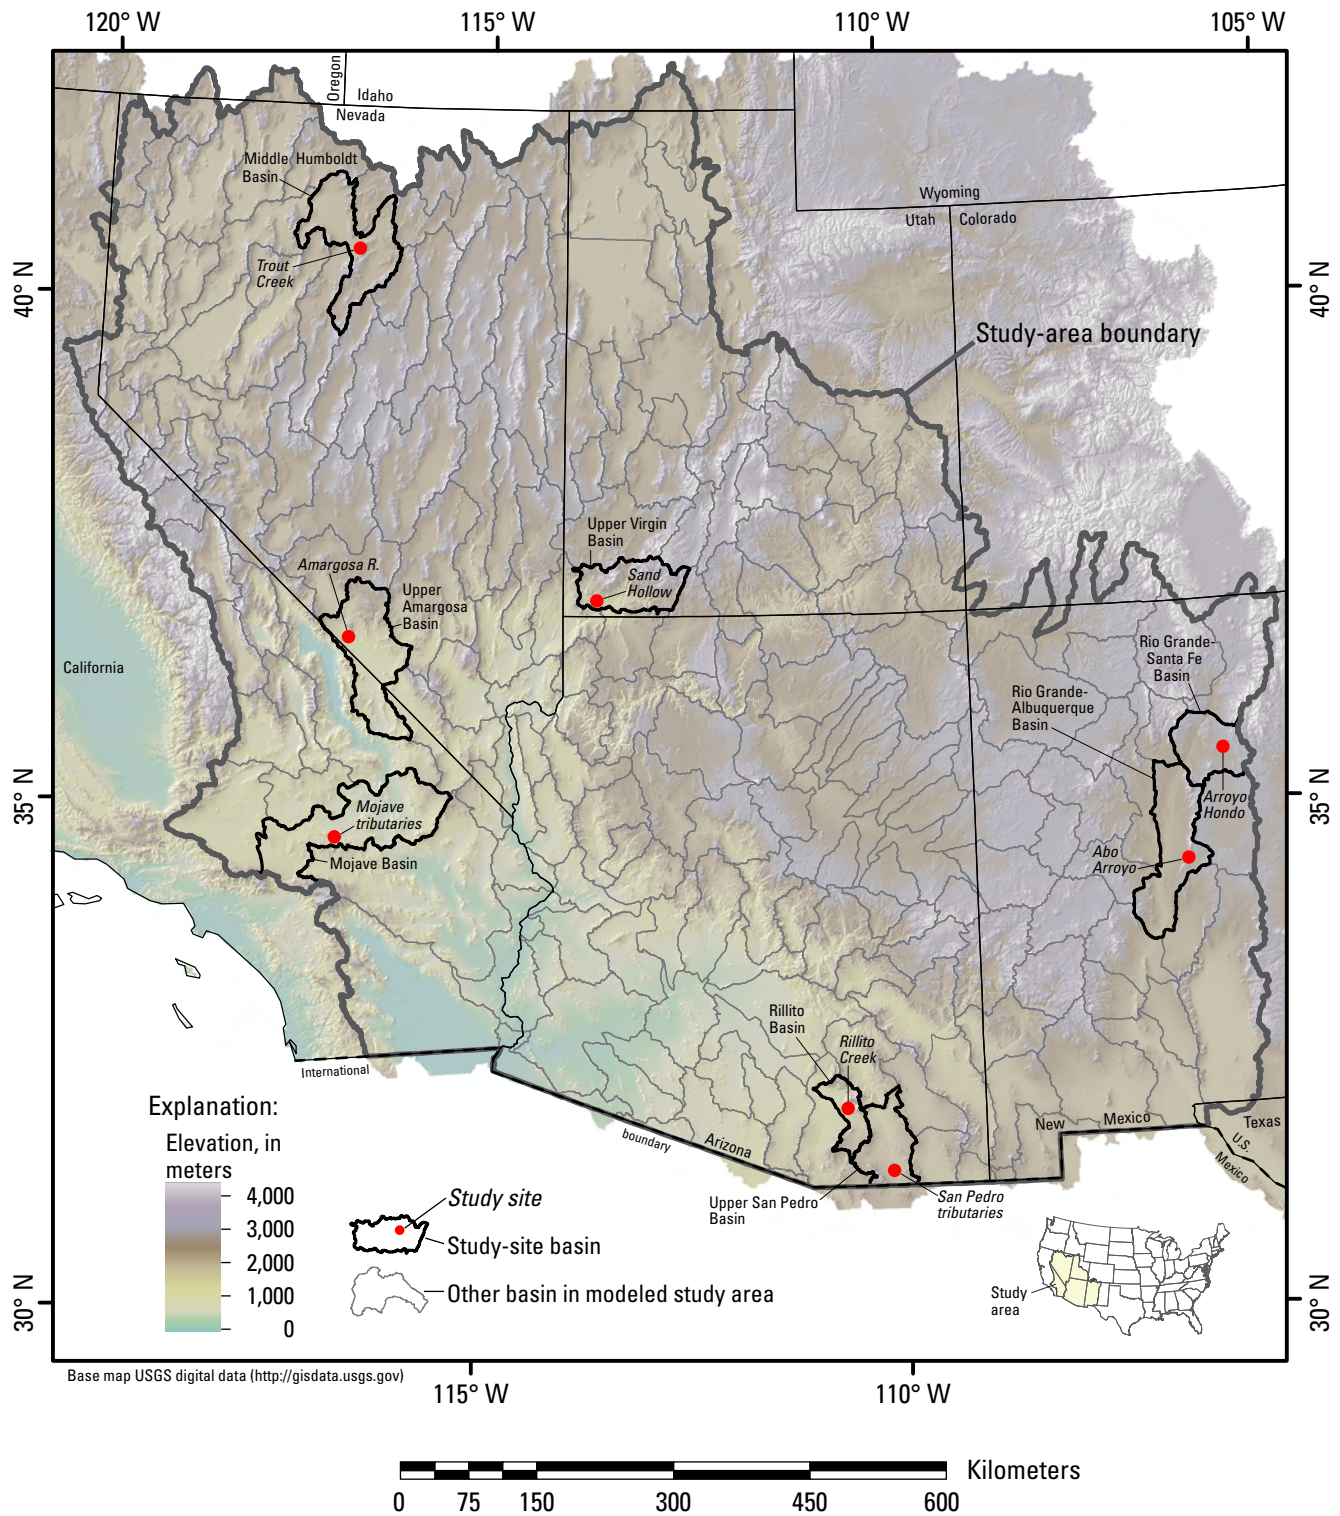 120° W
115° W
110° W
105° W
Oregon
Idaho
Nevada
Middle Humboldt
Basin
Wyoming
Utah
Colorado
Trout
Creek
40° N
40° N
Study-area boundary
Upper Virgin
Basin
Sand
Hollow
Amargosa R.
Upper
Amargosa
Basin
California
Rio Grande-
Santa Fe
Basin
Rio Grande-
Albuquerque
Basin
35° N
35° N
Mojave
tributaries
Mojave Basin
Arroyo
Hondo
Abo
Arroyo
Rillito
Basin
Rillito
Creek
International
boundary
Arizona
New
Mexico
Texas
U.S.
Mexico
Upper San Pedro
Basin
San Pedro
tributaries
Explanation:
Elevation, in
meters
4,000
3,000
2,000
1,000
0
Study site
Study-site basin
Other basin in modeled study area
Study
area
30° N
30° N
Base map USGS digital data (http://gisdata.usgs.gov)
115° W
110° W
Kilometers
0
75
150
300
450
600